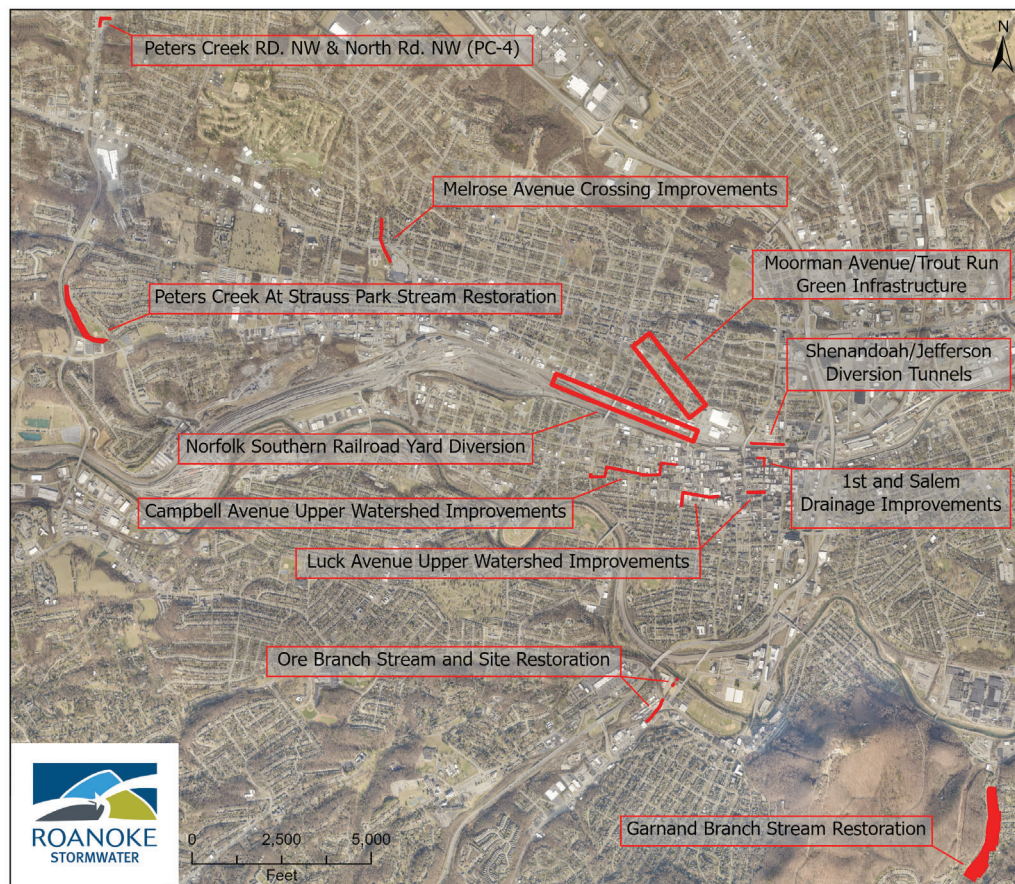 Peters Creek RD. NW & North Rd. NW (PC-4)
N
Melrose Avenue Crossing Improvements
Moorman Avenue/Trout Run
Green Infrastructure
Peters Creek At Strauss Park Stream Restoration
Shenandoah/Jefferson
Diversion Tunnels
Norfolk Southern Railroad Yard Diversion
1st and Salem
Drainage Improvements
Campbell Avenue Upper Watershed Improvements
Luck Avenue Upper Watershed Improvements
Ore Branch Stream and Site Restoration
Garnand Branch Stream Restoration
ROANOKE
STORMWATER
0 2,500 5,000
Feet